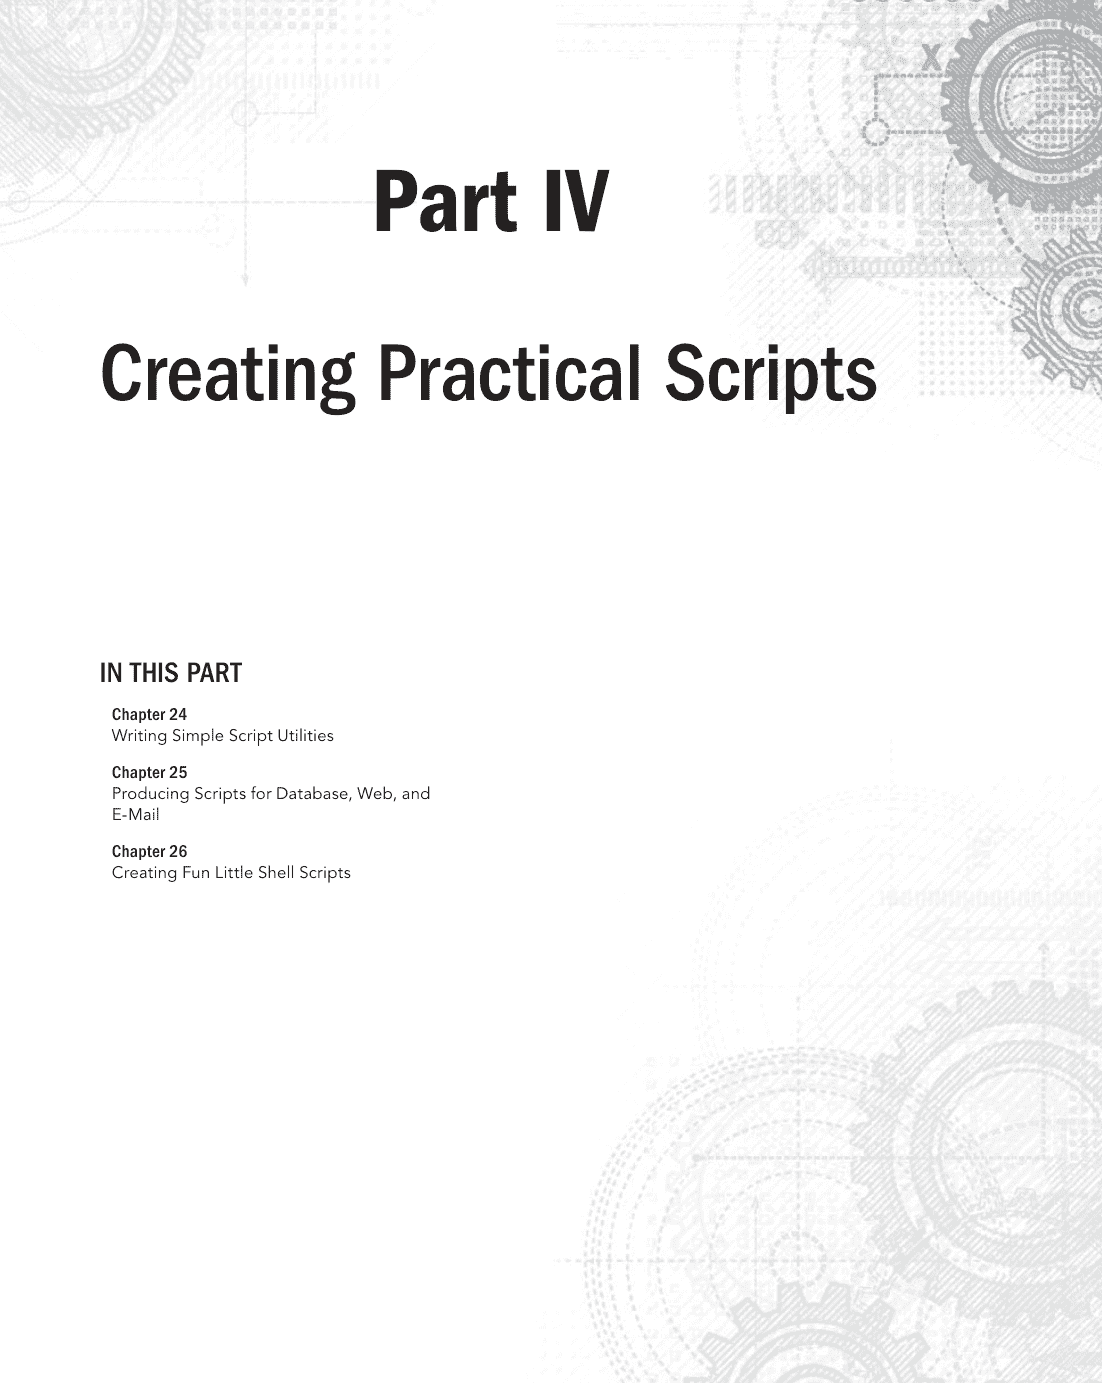 X
Part IV
Creating Practical Scripts
IN THIS PART
Chapter 24
Writing Simple Script Utilities
Chapter 25
Producing Scripts for Database, Web, and
E-Mail
Chapter 26
Creating Fun Little Shell Scripts